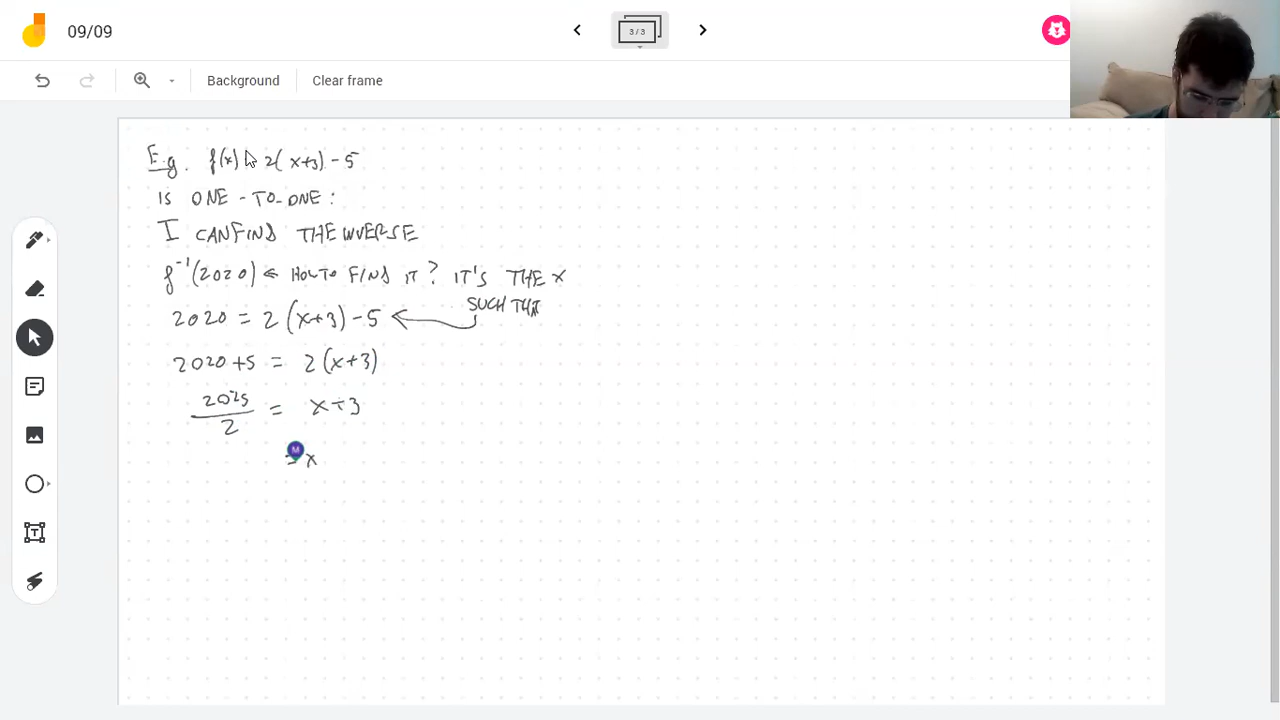 09/09
3/3
Background
Clear frame
E.g. f(x) = 2(x+3) - 5
IS ONE-TO-ONE:
I CAN FIND THE INVERSE
f⁻¹(2020) ← HOW TO FIND IT? IT'S THE X
SUCH THAT
2020 = 2(x+3) - 5
2020+5 = 2(x+3)
2025/2 = x+3
= x
M